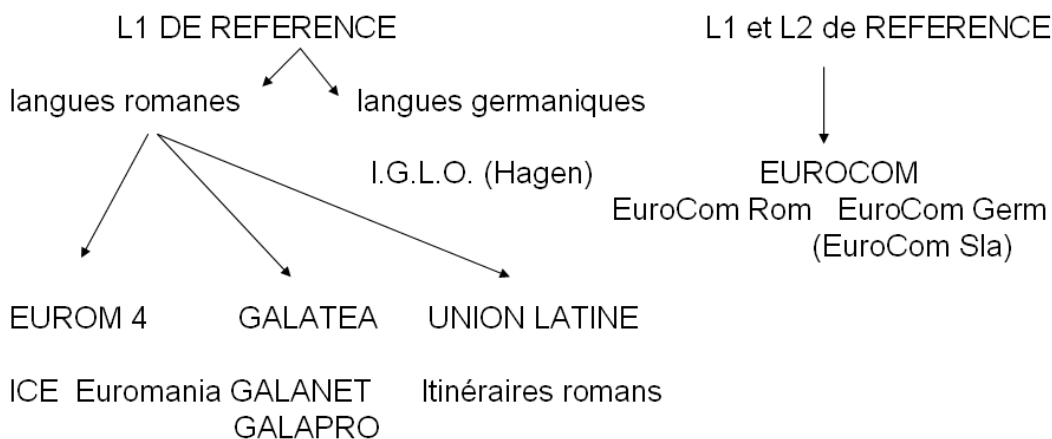 L1 DE REFERENCE
langues romanes langues germaniques
I.G.L.O. (Hagen)
EUROM 4 GALATEA UNION LATINE
ICE Euromania GALANET Itinéraires romans
GALAPRO
L1 et L2 de REFERENCE
EUROCOM
EuroCom Rom EuroCom Germ
(EuroCom Sla)